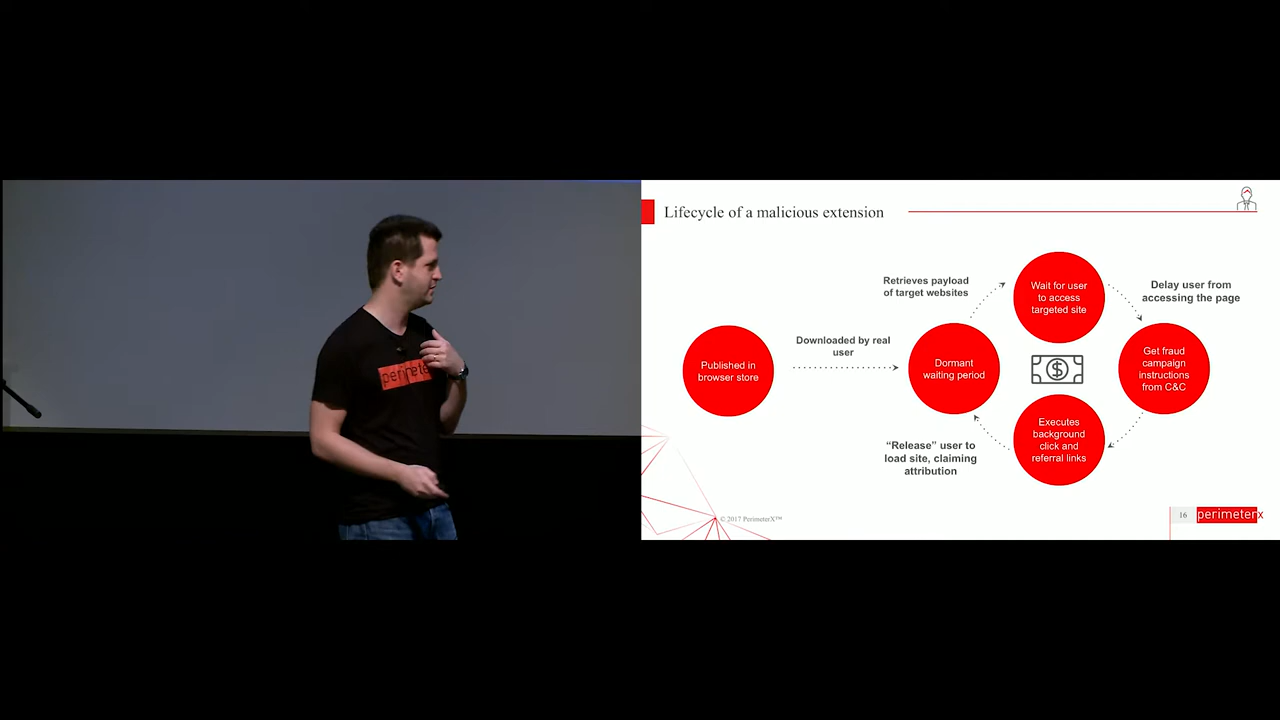 Lifecycle of a malicious extension
Retrieves payload
of target websites
Wait for user
to access
targeted site
Delay user from
accessing the page
Published in
browser store
Downloaded by real
user
Dormant
waiting period
Get fraud
campaign
instructions
from C&C
Executes
background
click and
referral links
“Release” user to
load site, claiming
attribution
© 2017 PerimeterX™
16
perimeterx